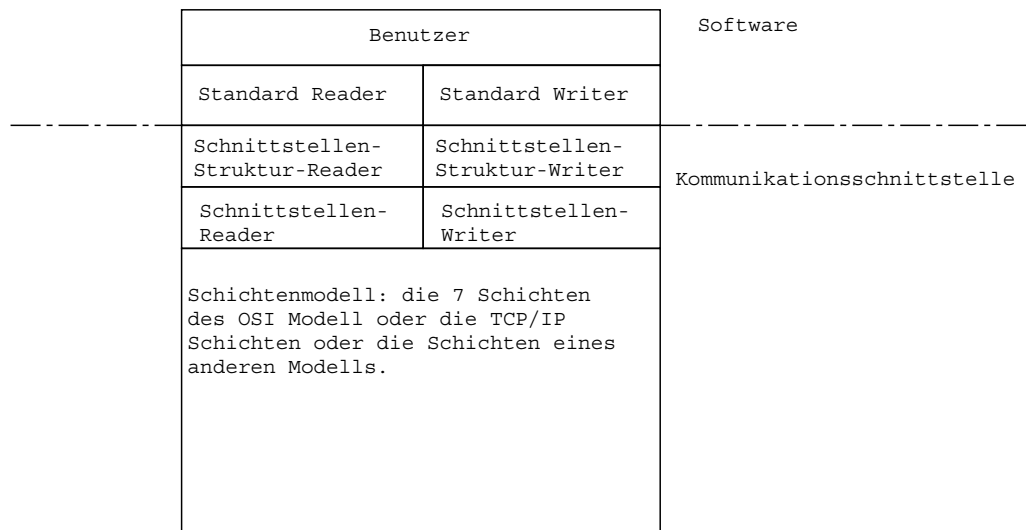 Benutzer
Software
Standard Reader
Standard Writer
Schnittstellen-
Struktur-Reader
Schnittstellen-
Struktur-Writer
Kommunikationsschnittstelle
Schnittstellen-
Reader
Schnittstellen-
Writer
Schichtenmodell: die 7 Schichten
des OSI Modell oder die TCP/IP
Schichten oder die Schichten eines
anderen Modells.